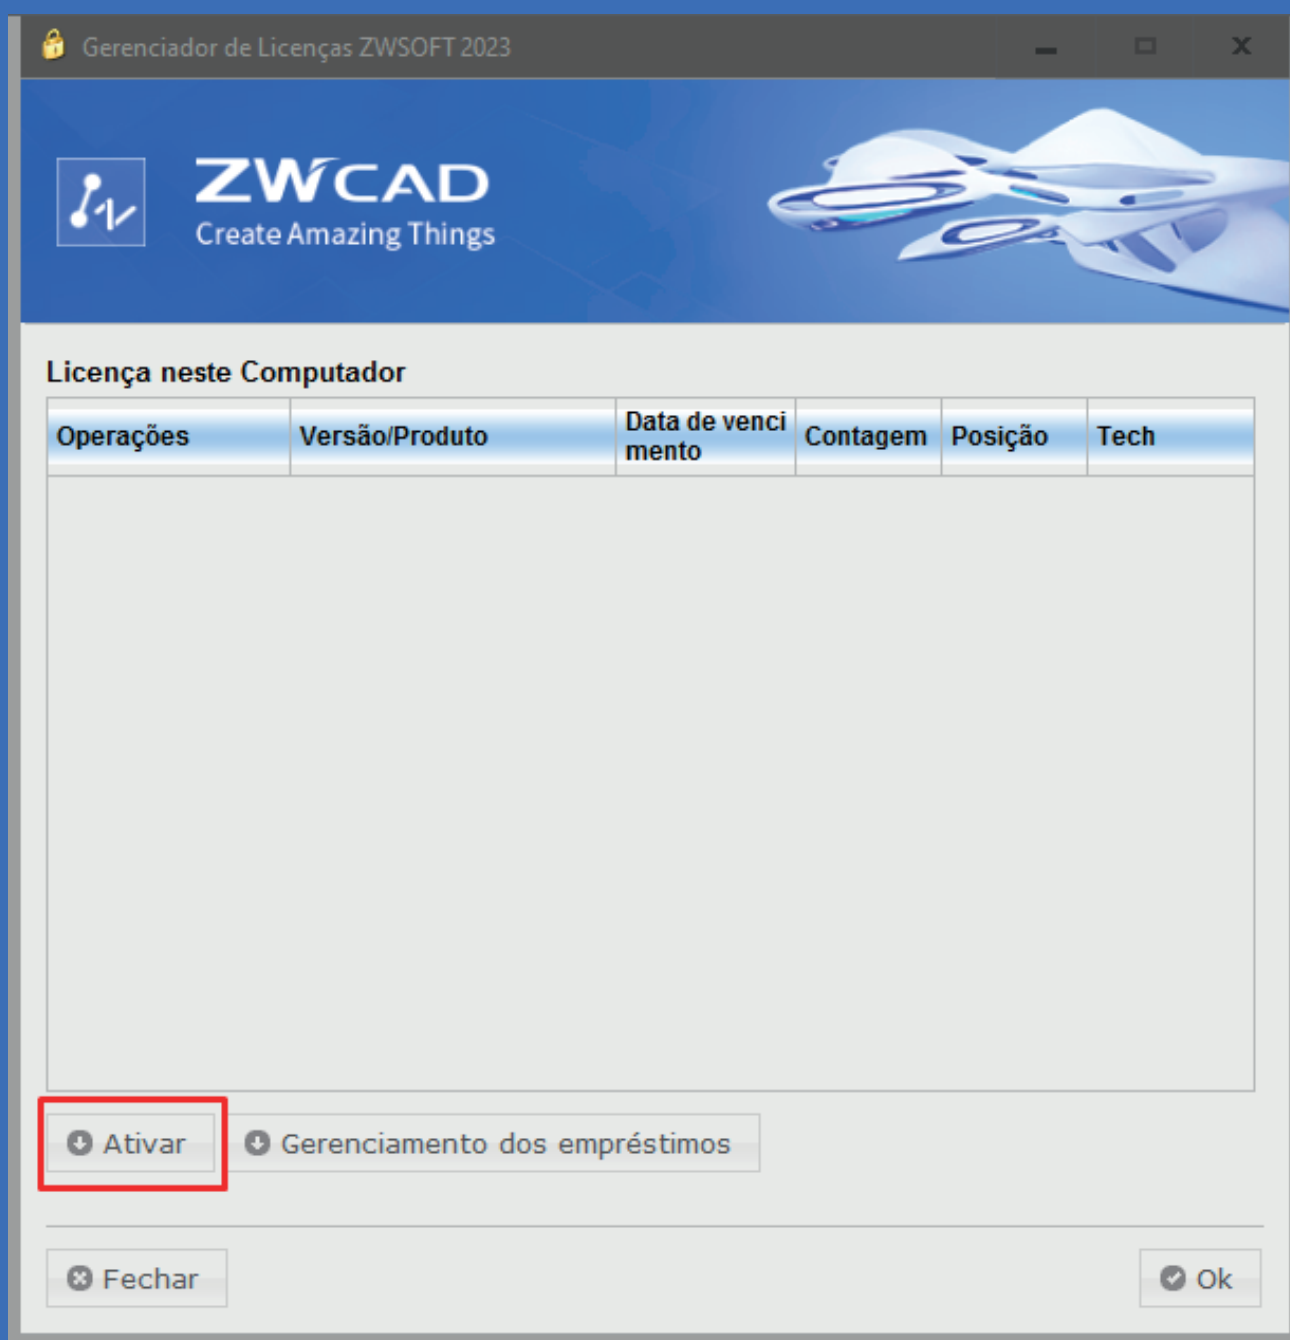 Gerenciador de Licenças ZWSOFT 2023
ZWCAD
Create Amazing Things
Licença neste Computador
Operações Versão/Produto Data de venci Contagem Posição Tech
mento
Ativar Gerenciamento dos empréstimos
Fechar Ok